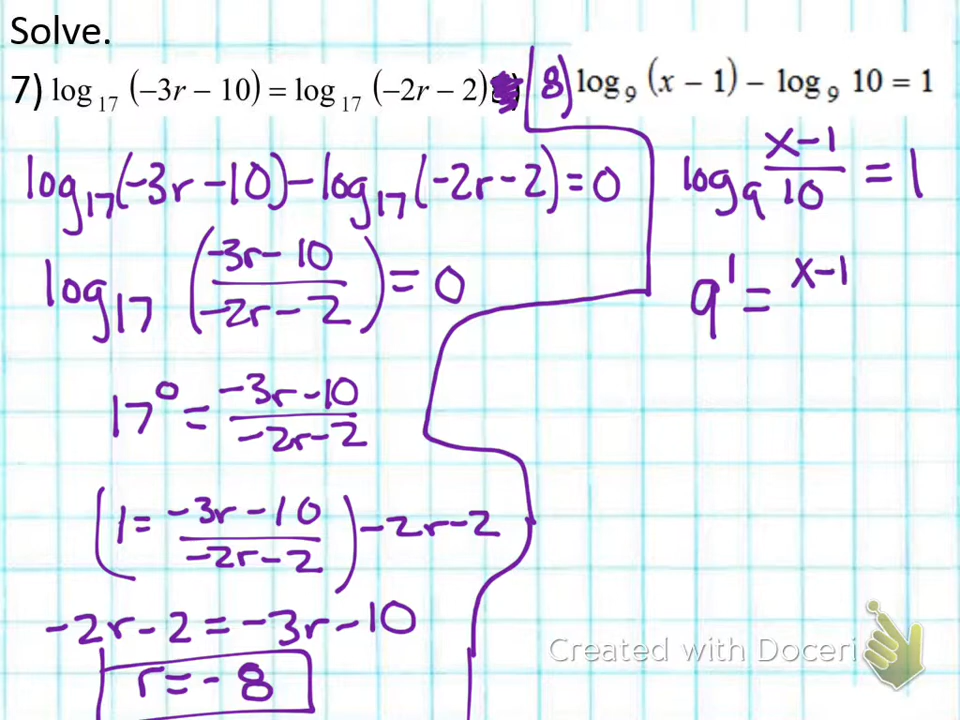 Solve.
7) log₁₇ (−3r − 10) = log₁₇ (−2r − 2)
log₁₇(-3r-10)-log₁₇(-2r-2)=0
log₁₇ ((-3r-10)/(-2r-2)) = 0
17⁰ = (-3r-10)/(-2r-2)
(1 = (-3r-10)/(-2r-2)) -2r-2
-2r-2 = -3r-10
r = -8
8) log₉ (x − 1) − log₉ 10 = 1
log₉ (x-1)/10 = 1
9¹ = x-1
Created with Doceri